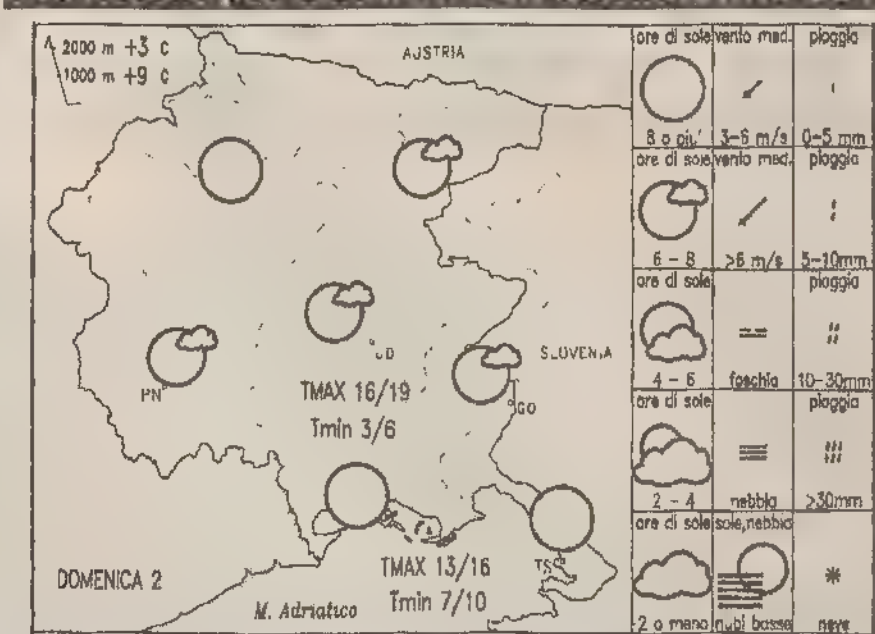 2000 m +3 C
1000 m +9 C
AUSTRIA
SLOVENIA
UD
PN
GO
TMAX 16/19
Tmin 3/6
TS
TMAX 13/16
Tmin 7/10
DOMENICA 2
M. Adriatico
ore di sole vento med. pioggia
8 o piu' 3-6 m/s 0-5 mm
ore di sole vento med. pioggia
6 - 8 >6 m/s 5-10mm
ore di sole pioggia
4 - 6 foschia 10-30mm
ore di sole pioggia
2 - 4 nebbia >30mm
ore di sole sole,nebbia
2 o meno nubi basse neve